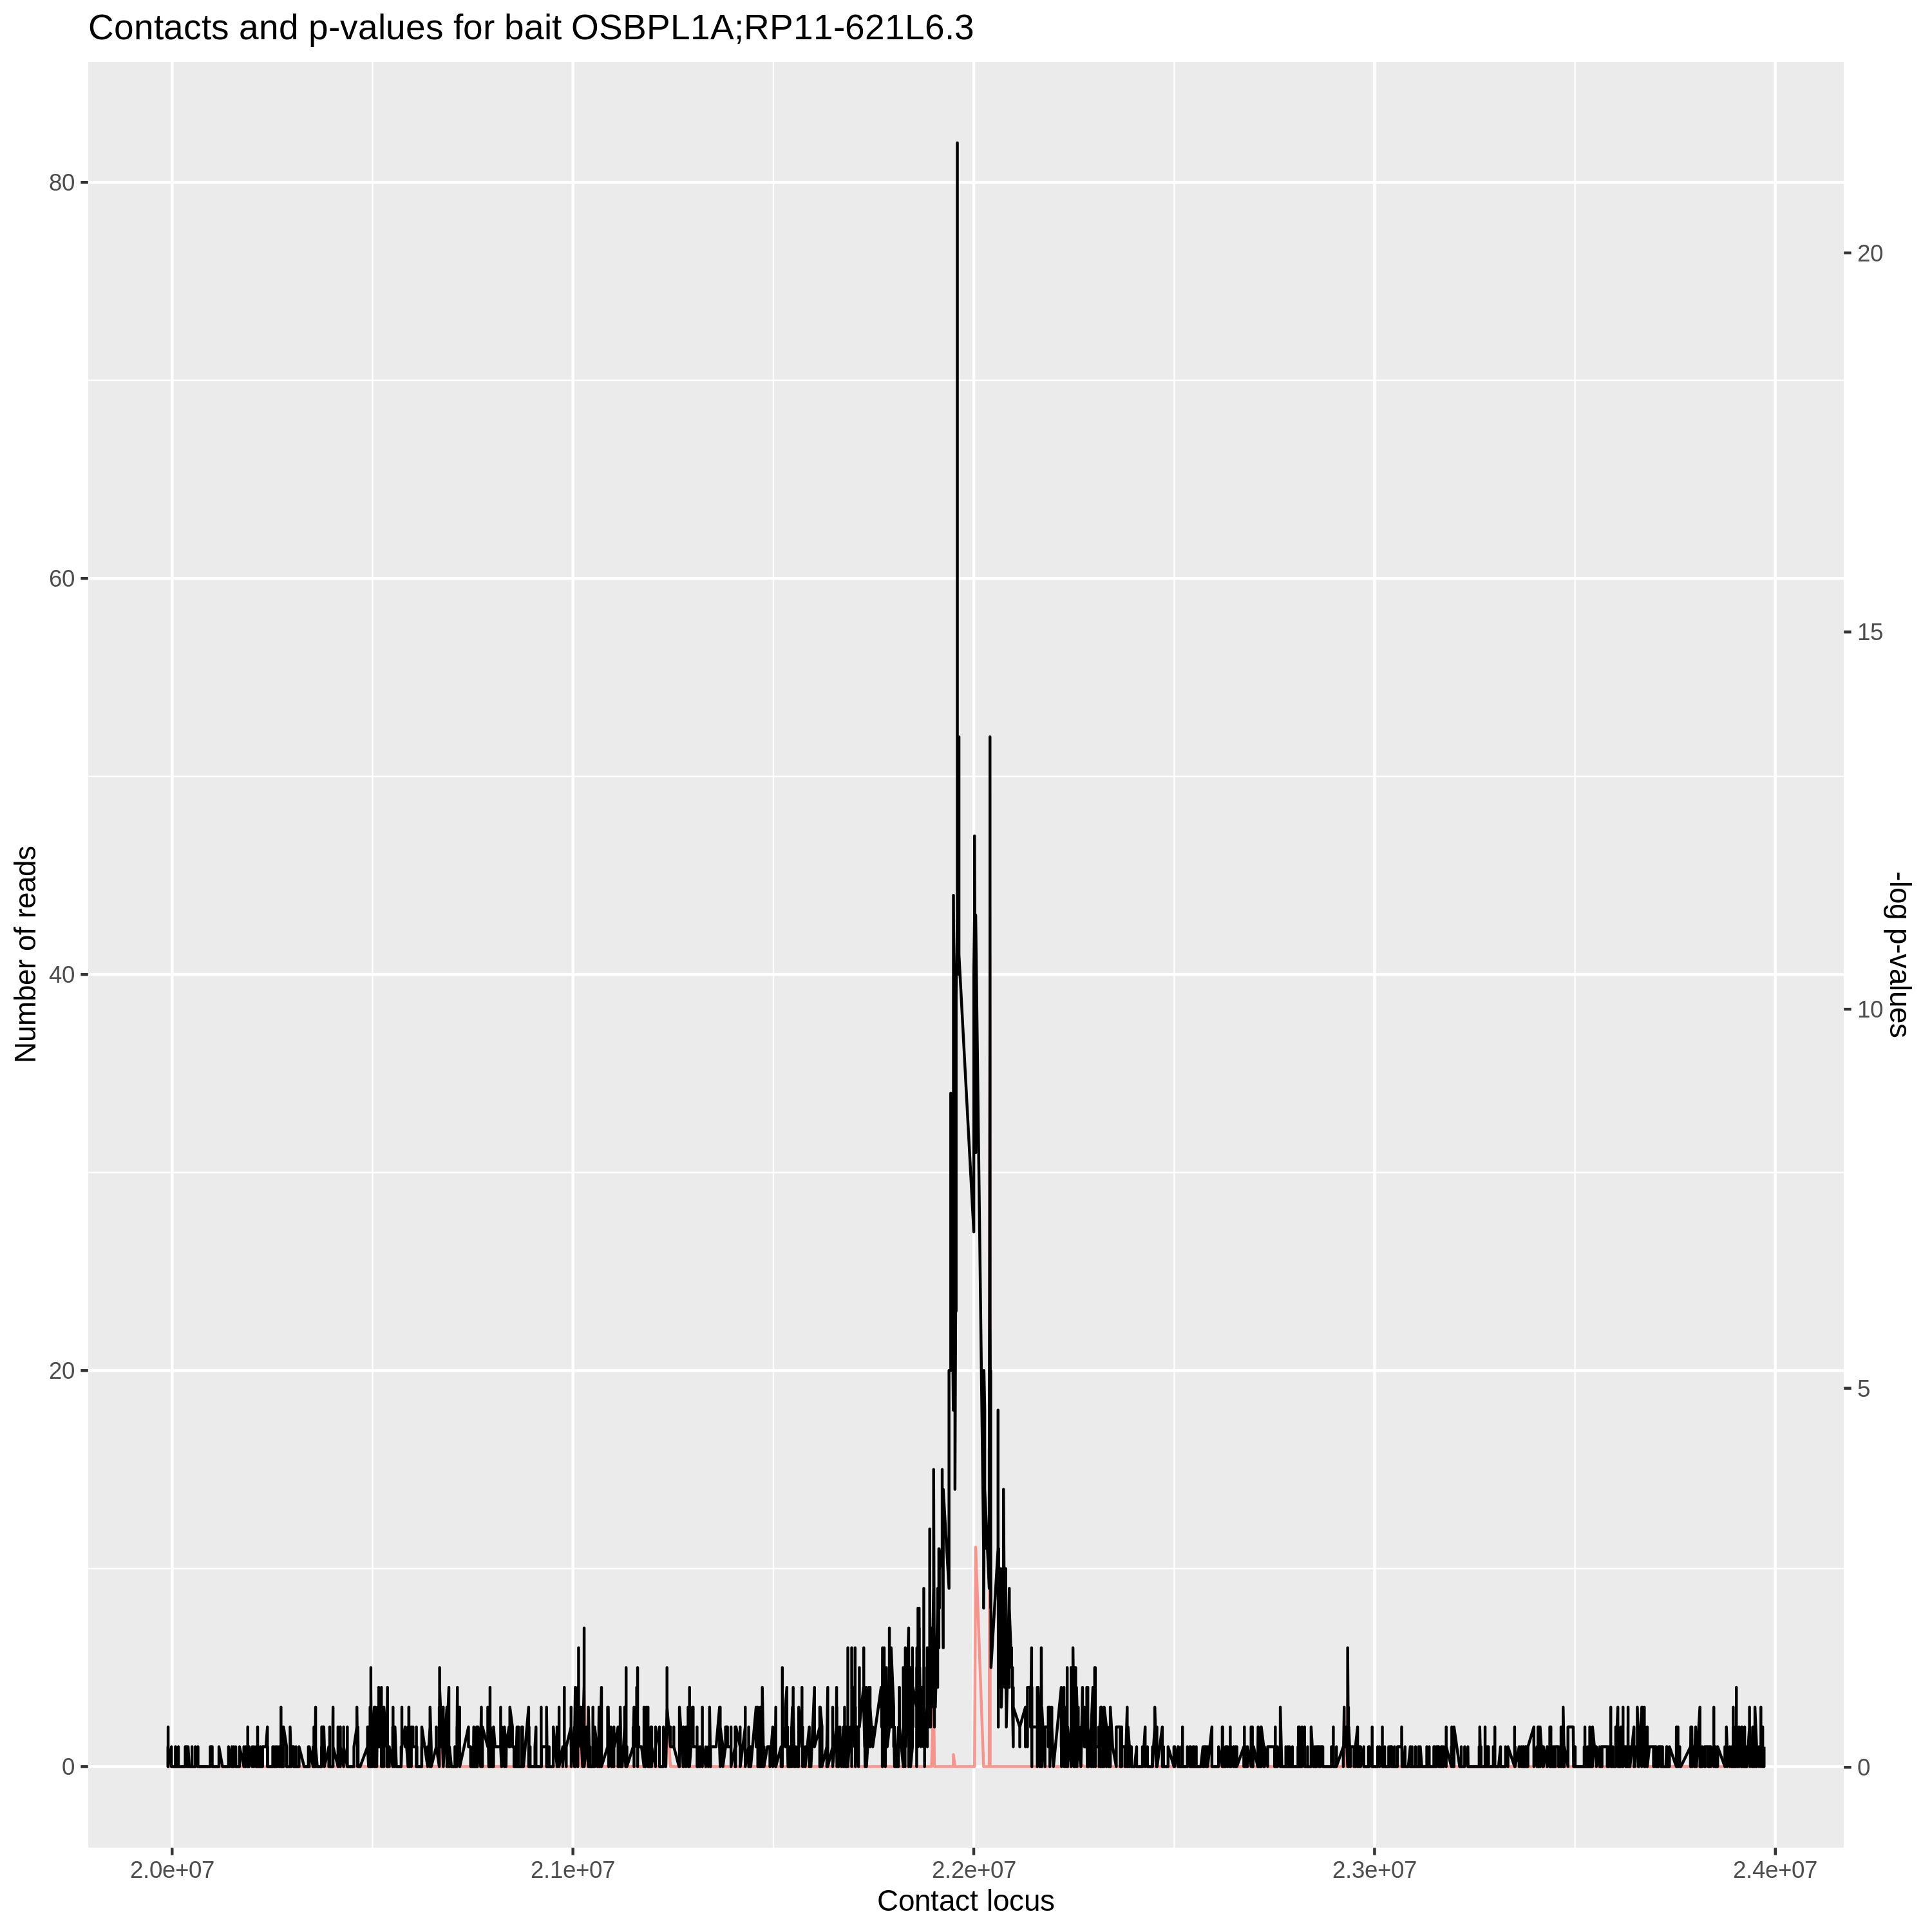 Contacts and p-values for bait OSBPL1A;RP11-621L6.3
80
60
40
20
0
Number of reads
20
15
10
5
0
-log p-values
2.0e+07
2.1e+07
2.2e+07
2.3e+07
2.4e+07
Contact locus